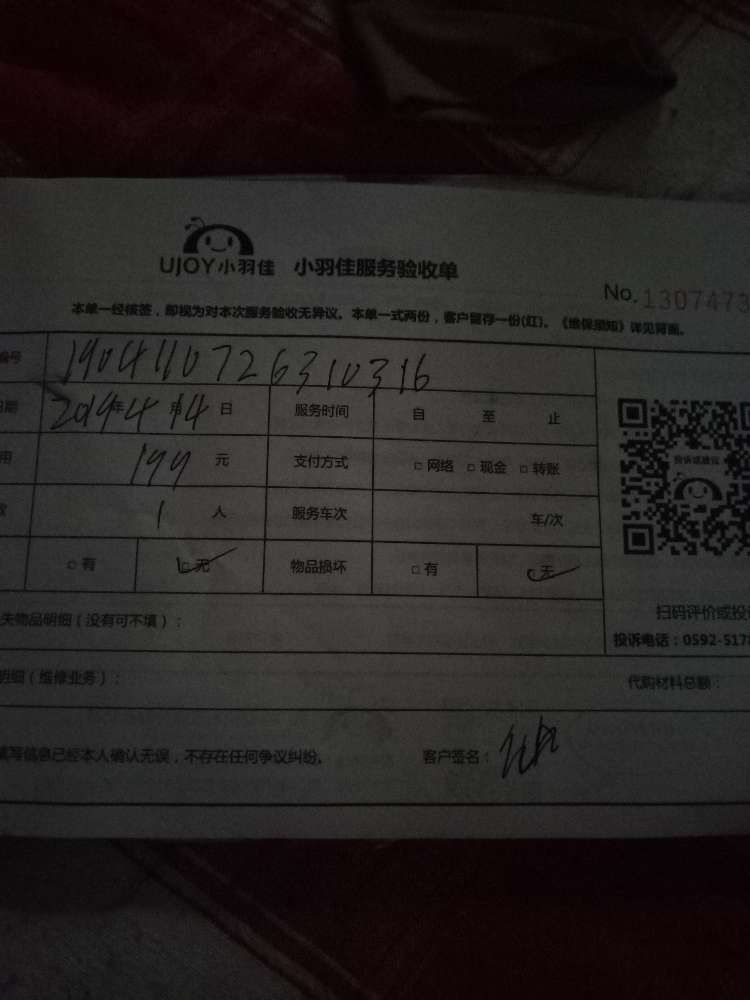 UJOY小羽佳 小羽佳服务验收单
No. 1307473
本单一经核签，即视为对本次服务验收无异议。本单一式两份，客户留存一份(红)。《维保须知》详见背面。
编号 1904110726310316
日期 2019年4月14日 服务时间 自 至 止
用 199 元 支付方式 □ 网络 □ 现金 □ 转账
1 人 服务车次 车/次
□ 有 □ 无 物品损坏 □ 有 □ 无
投诉或建议
扫码评价或投
投诉电话：0592-5178
失物品明细（没有可不填）：
明细（维修业务）： 代购材料总额：
填写信息已经本人确认无误，不存在任何争议纠纷。 客户签名：